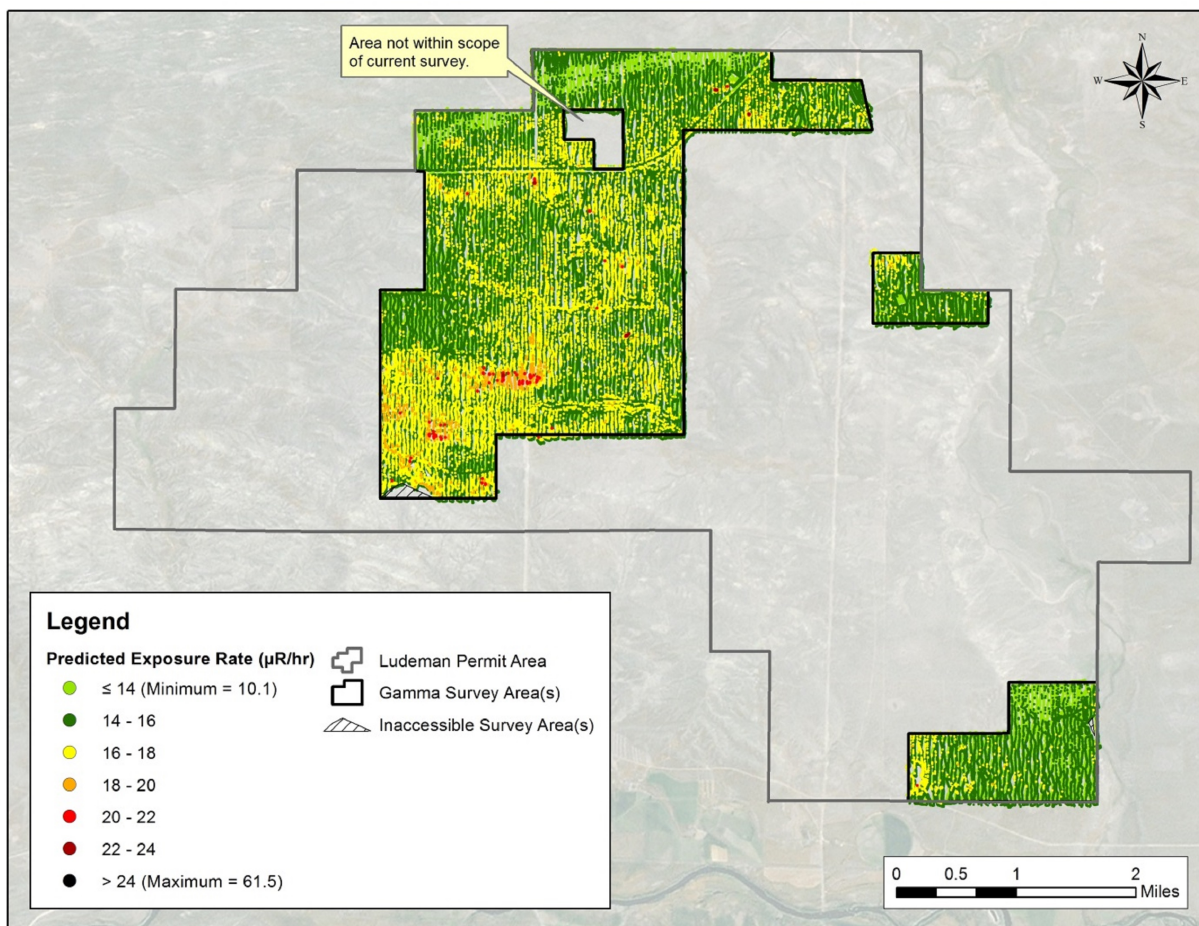 Area not within scope
of current survey.
N
W
E
S
Legend
Predicted Exposure Rate (µR/hr)
≤ 14 (Minimum = 10.1)
14 - 16
16 - 18
18 - 20
20 - 22
22 - 24
> 24 (Maximum = 61.5)
Ludeman Permit Area
Gamma Survey Area(s)
Inaccessible Survey Area(s)
0 0.5 1 2
Miles